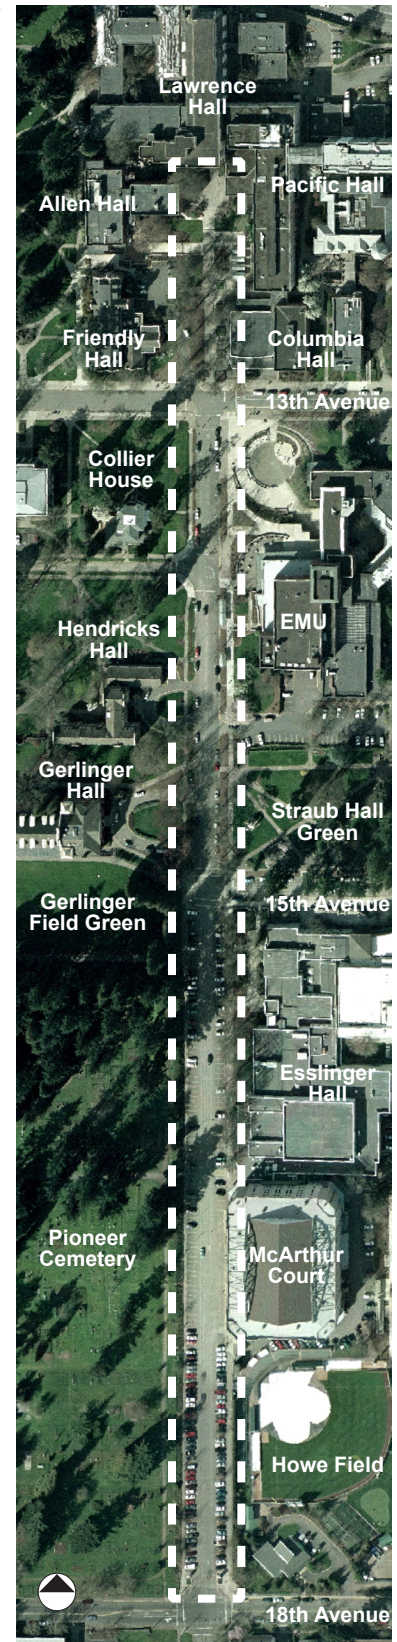 Lawrence
Hall
Pacific Hall
Allen Hall
Friendly
Hall
Columbia
Hall
13th Avenue
Collier
House
EMU
Hendricks
Hall
Gerlinger
Hall
Straub Hall
Green
Gerlinger
Field Green
15th Avenue
Esslinger
Hall
Pioneer
Cemetery
McArthur
Court
Howe Field
18th Avenue